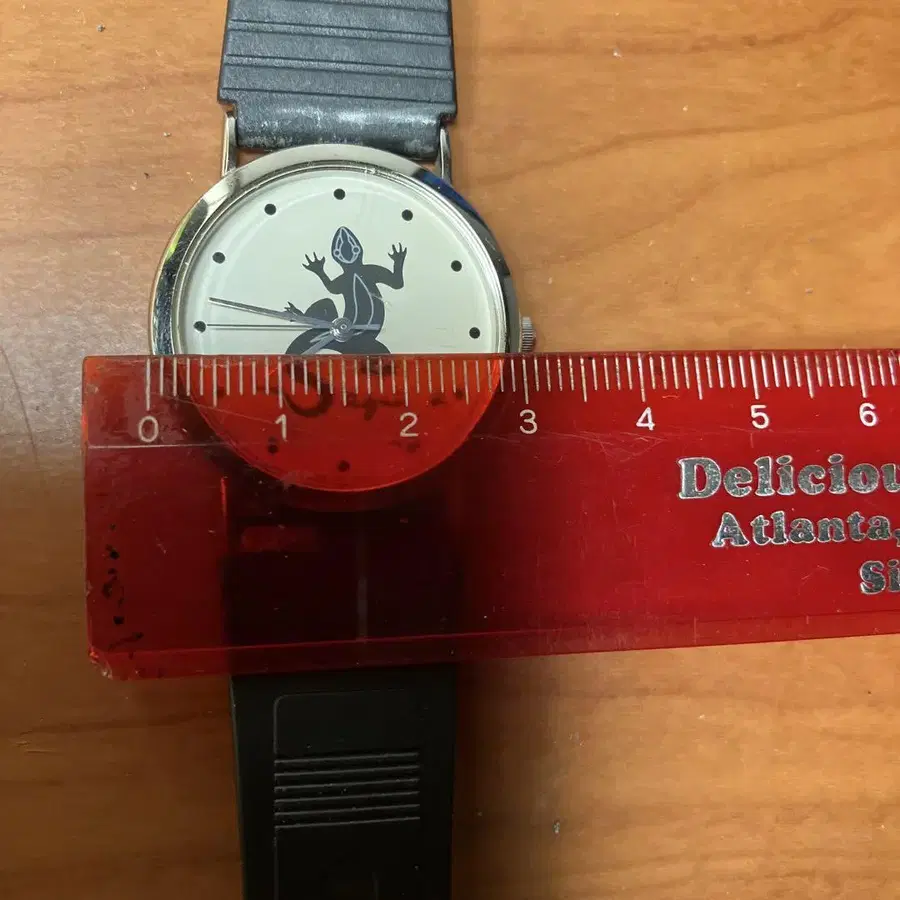 0 1 2 3 4 5 6
Deliciou
Atlanta,
Si